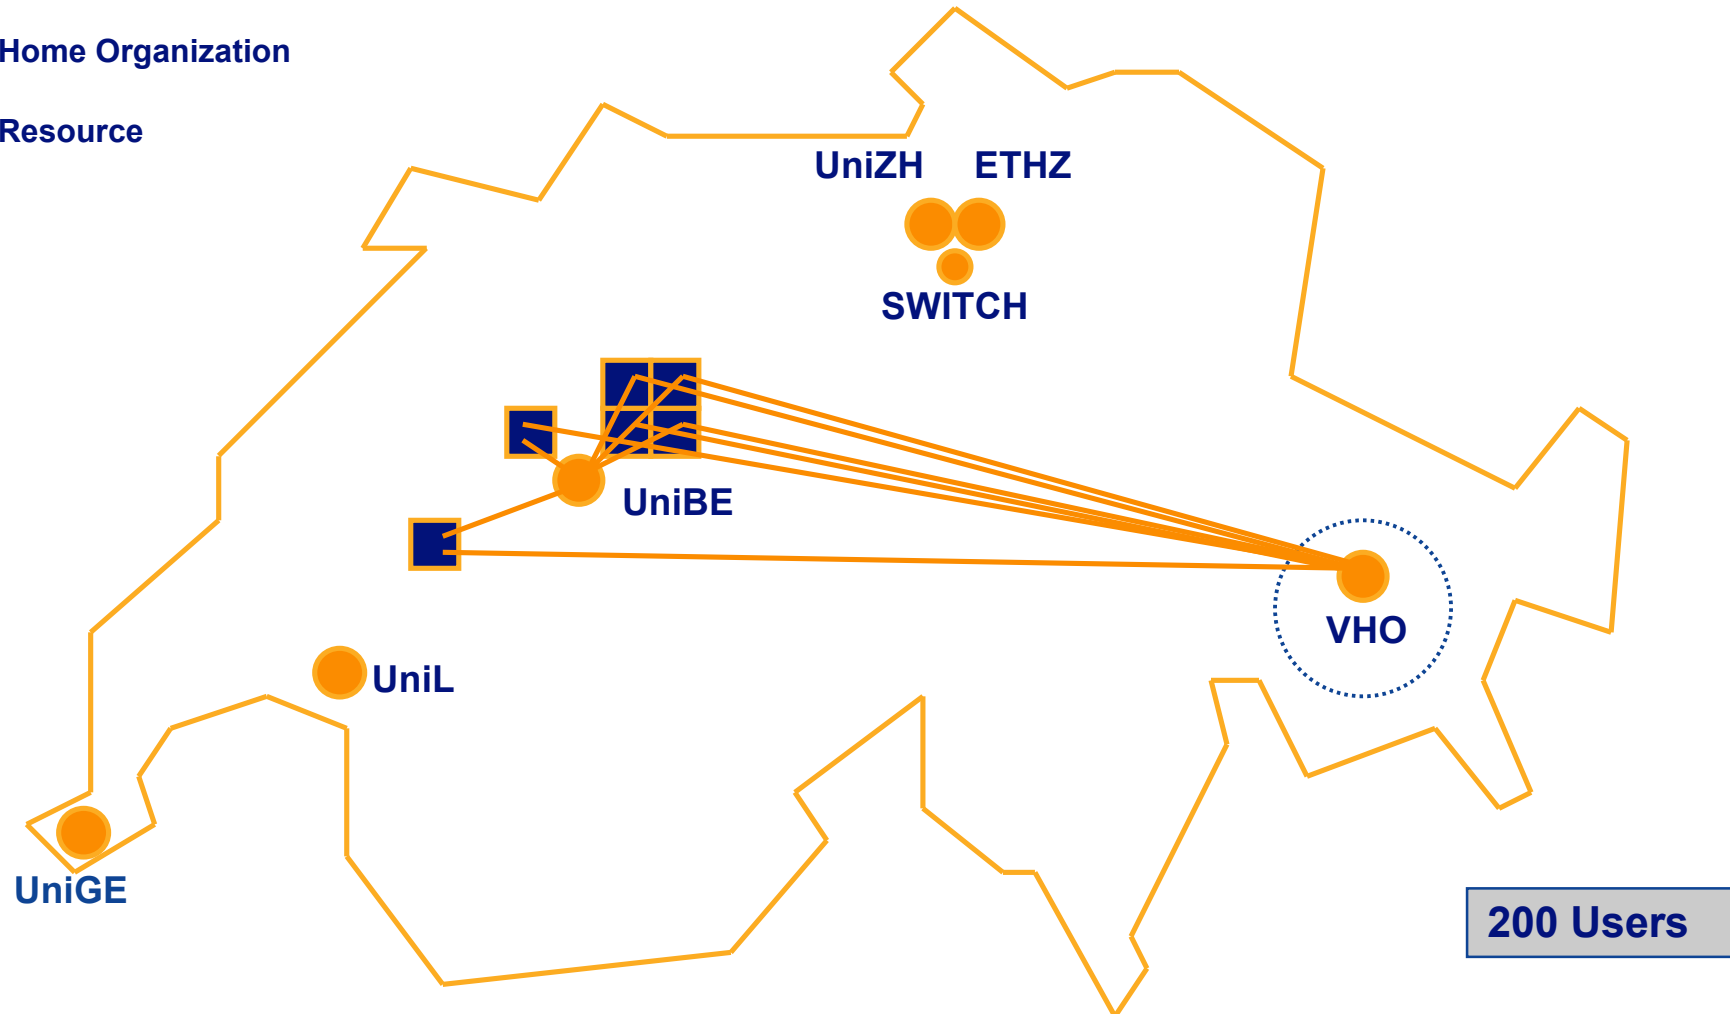 Home Organization
Resource
UniZH ETHZ
SWITCH
UniBE
VHO
UniL
UniGE
200 Users